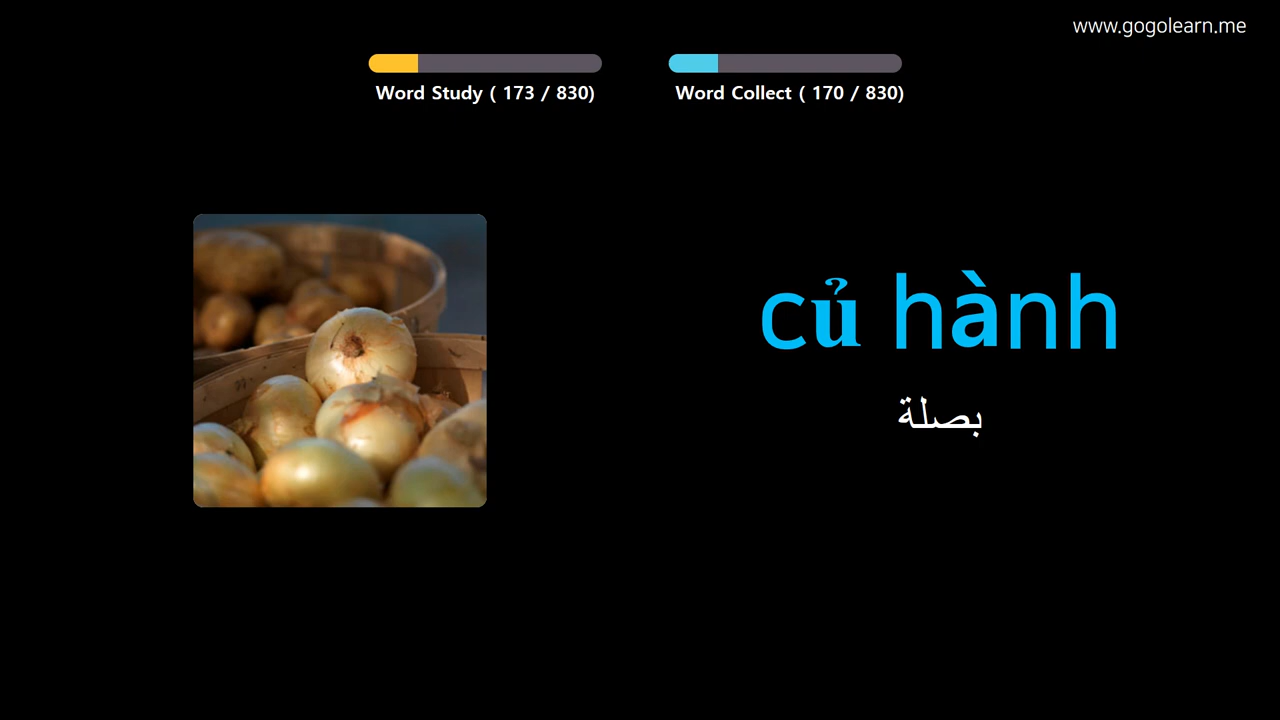 www.gogolearn.me
Word Study ( 173 / 830)
Word Collect ( 170 / 830)
củ hành
بصلة